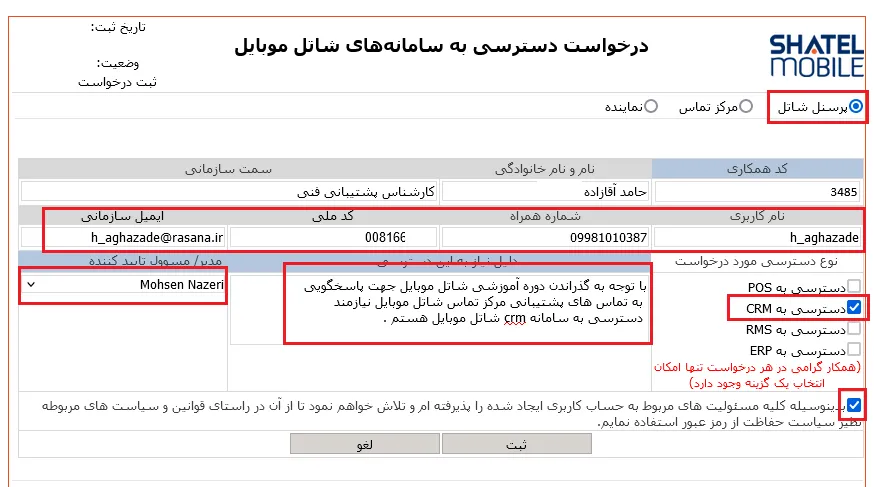 تاریخ ثبت:
درخواست دسترسی به سامانه‌های شاتل موبایل
SHATEL
MOBILE
وضعیت:
ثبت درخواست
پرسنل شاتل مرکز تماس نماینده
کد همکاری نام و نام خانوادگی سمت سازمانی
3485 حامد آقازاده کارشناس پشتیبانی فنی
نام کاربری شماره همراه کد ملی ایمیل سازمانی
h_aghazade 09981010387 008166 h_aghazade@rasana.ir
نوع دسترسی مورد درخواست دلیل نیاز به این دسترسی مدیر/ مسوول تایید کننده
Mohsen Nazeri
با توجه به گذراندن دوره آموزشی شاتل موبایل جهت پاسخگویی
به تماس های پشتیبانی مرکز تماس شاتل موبایل نیازمند
دسترسی به سامانه crm شاتل موبایل هستم .
دسترسی به POS
دسترسی به CRM
دسترسی به RMS
دسترسی به ERP
(همکار گرامی در هر درخواست تنها امکان
انتخاب یک گزینه وجود دارد)
بدینوسیله کلیه مسئولیت های مربوط به حساب کاربری ایجاد شده را پذیرفته ام و تلاش خواهم نمود تا از آن در راستای قوانین و سیاست های مربوطه
نظیر سیاست حفاظت از رمز عبور استفاده نمایم.
ثبت لغو